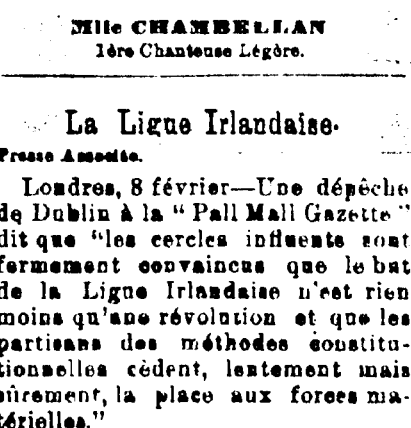 Mlle CHAMBELLAN
1ère Chanteuse Légère.
La Ligue Irlandaise.
Presse Associée.
Londres, 8 février—Une dépêche
de Dublin à la “ Pall Mall Gazette ”
dit que “les cercles influents sont
fermement convaincus que le but
de la Ligue Irlandaise n'est rien
moins qu'une révolution et que les
partisans des méthodes constitu-
tionnelles cèdent, lentement mais
sûrement, la place aux forces ma-
térielles.”